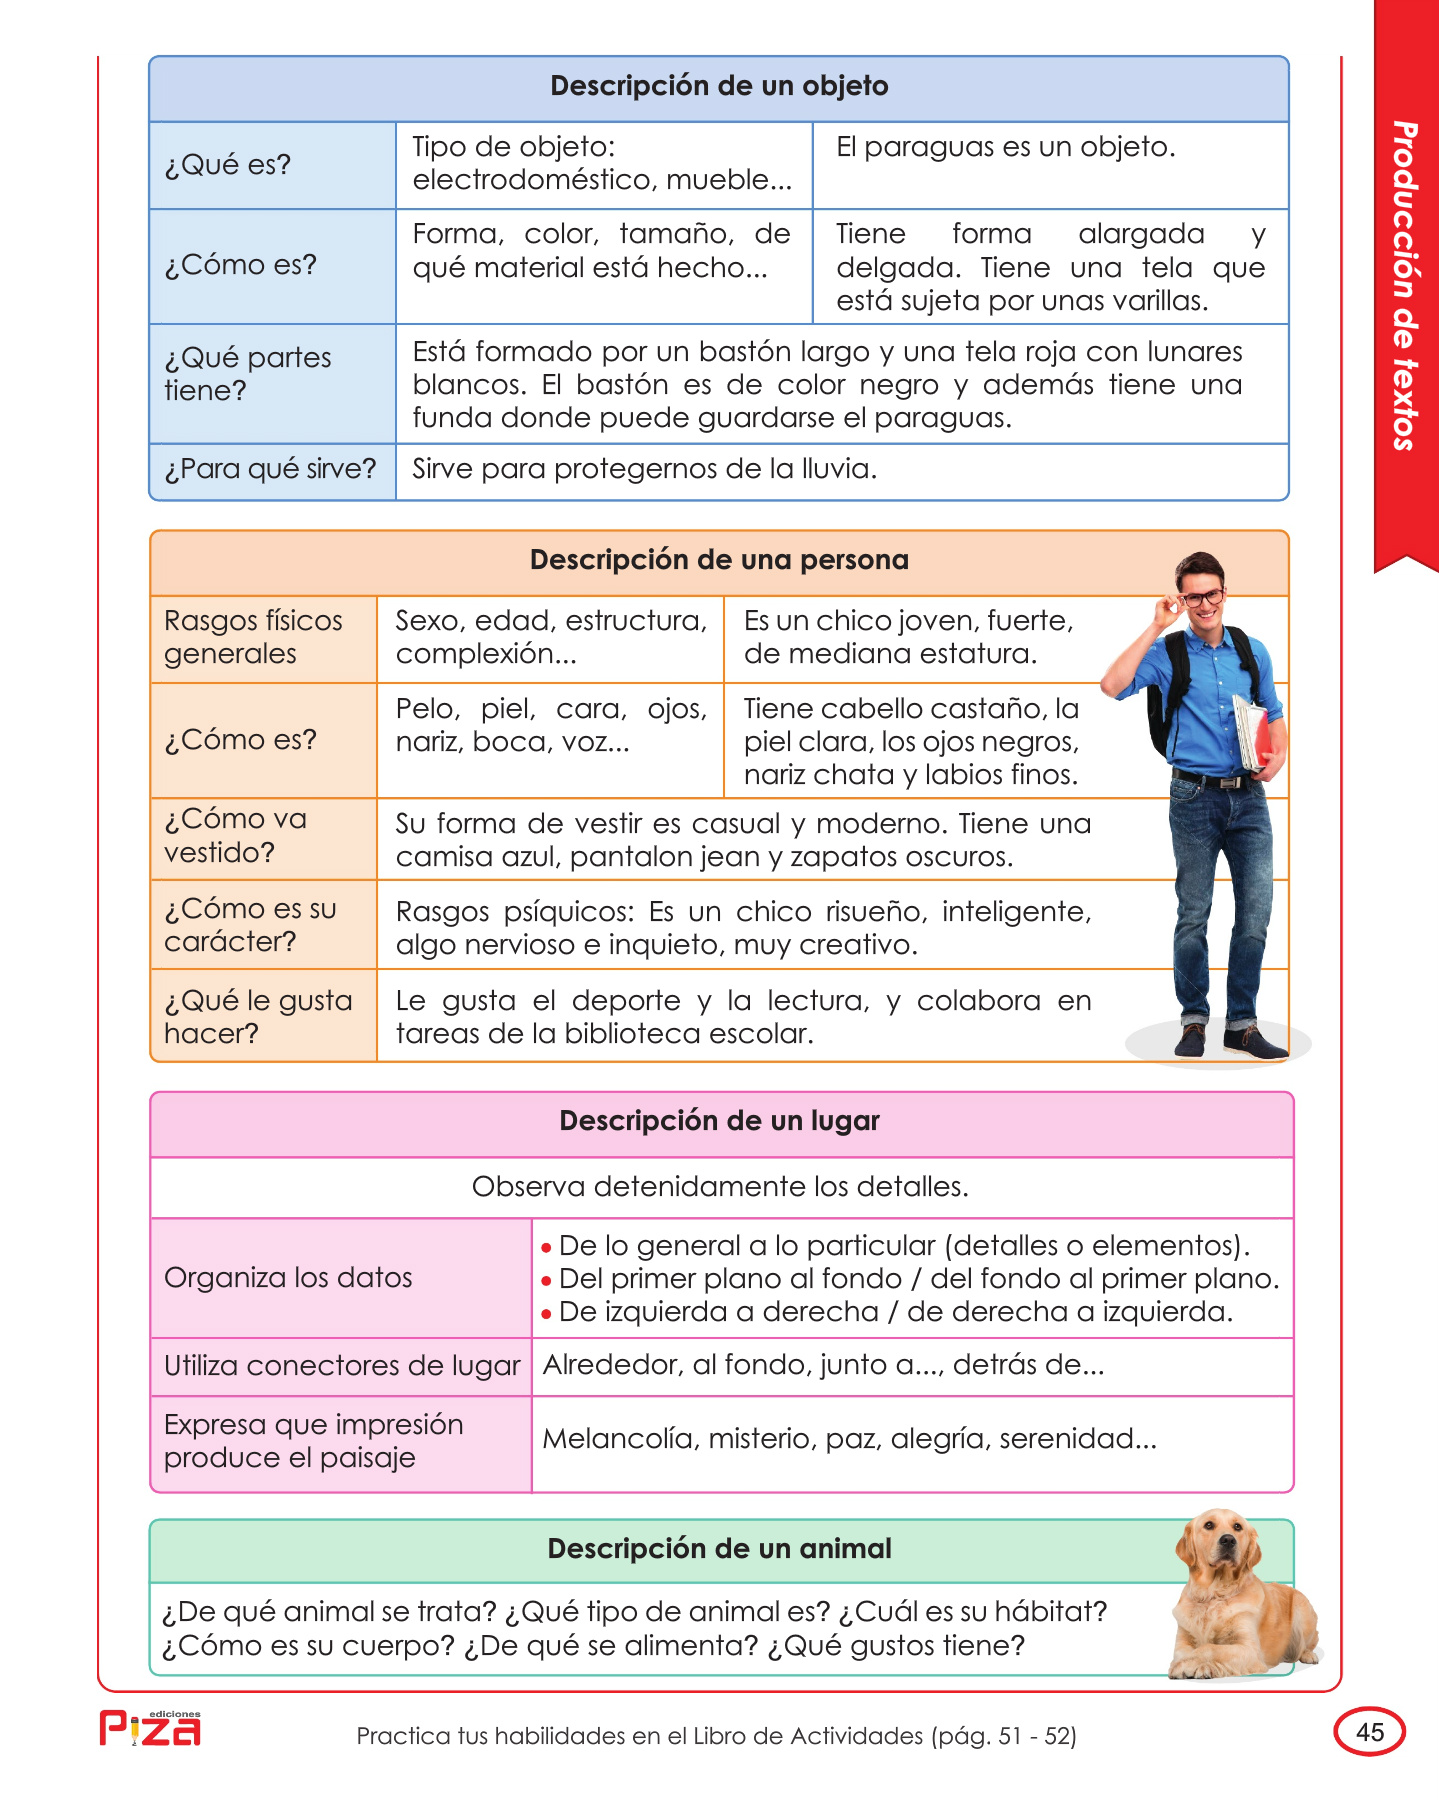 Descripción de un objeto
¿Qué es?
Tipo de objeto:
electrodoméstico, mueble...
El paraguas es un objeto.
¿Cómo es?
Forma, color, tamaño, de
qué material está hecho...
Tiene forma alargada y
delgada. Tiene una tela que
está sujeta por unas varillas.
¿Qué partes
tiene?
Está formado por un bastón largo y una tela roja con lunares
blancos. El bastón es de color negro y además tiene una
funda donde puede guardarse el paraguas.
¿Para qué sirve?
Sirve para protegernos de la lluvia.
Descripción de una persona
Rasgos físicos
generales
Sexo, edad, estructura,
complexión...
Es un chico joven, fuerte,
de mediana estatura.
¿Cómo es?
Pelo, piel, cara, ojos,
nariz, boca, voz...
Tiene cabello castaño, la
piel clara, los ojos negros,
nariz chata y labios finos.
¿Cómo va
vestido?
Su forma de vestir es casual y moderno. Tiene una
camisa azul, pantalon jean y zapatos oscuros.
¿Cómo es su
carácter?
Rasgos psíquicos: Es un chico risueño, inteligente,
algo nervioso e inquieto, muy creativo.
¿Qué le gusta
hacer?
Le gusta el deporte y la lectura, y colabora en
tareas de la biblioteca escolar.
Descripción de un lugar
Observa detenidamente los detalles.
Organiza los datos
• De lo general a lo particular (detalles o elementos).
• Del primer plano al fondo / del fondo al primer plano.
• De izquierda a derecha / de derecha a izquierda.
Utiliza conectores de lugar
Alrededor, al fondo, junto a..., detrás de...
Expresa que impresión
produce el paisaje
Melancolía, misterio, paz, alegría, serenidad...
Descripción de un animal
¿De qué animal se trata? ¿Qué tipo de animal es? ¿Cuál es su hábitat?
¿Cómo es su cuerpo? ¿De qué se alimenta? ¿Qué gustos tiene?
Producción de textos
ediciones
Piza
Practica tus habilidades en el Libro de Actividades (pág. 51 - 52)
45